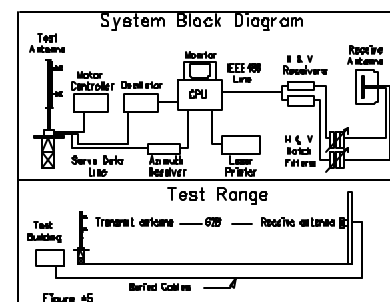 System Block Diagram
Test
Antenna
Motor
Controller
Oscillator
Monitor
CPU
IEEE 488
Line
H & V
Receivers
Receive
Antenna
Servo Data
Line
Azimuth
Receiver
Laser
Printer
H & V
Notch
Filters
Test Range
Test
Building
Transmit antenna
Receive antenna
Buried Cables
Figure #5